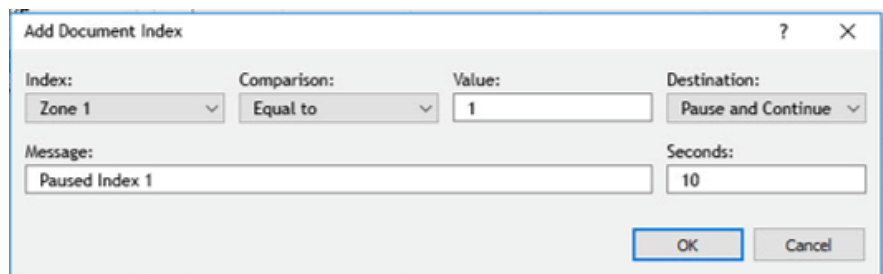 Add Document Index ? ×
Index: Comparison: Value: Destination:
Zone 1 Equal to 1 Pause and Continue
Message: Seconds:
Paused Index 1 10
OK Cancel